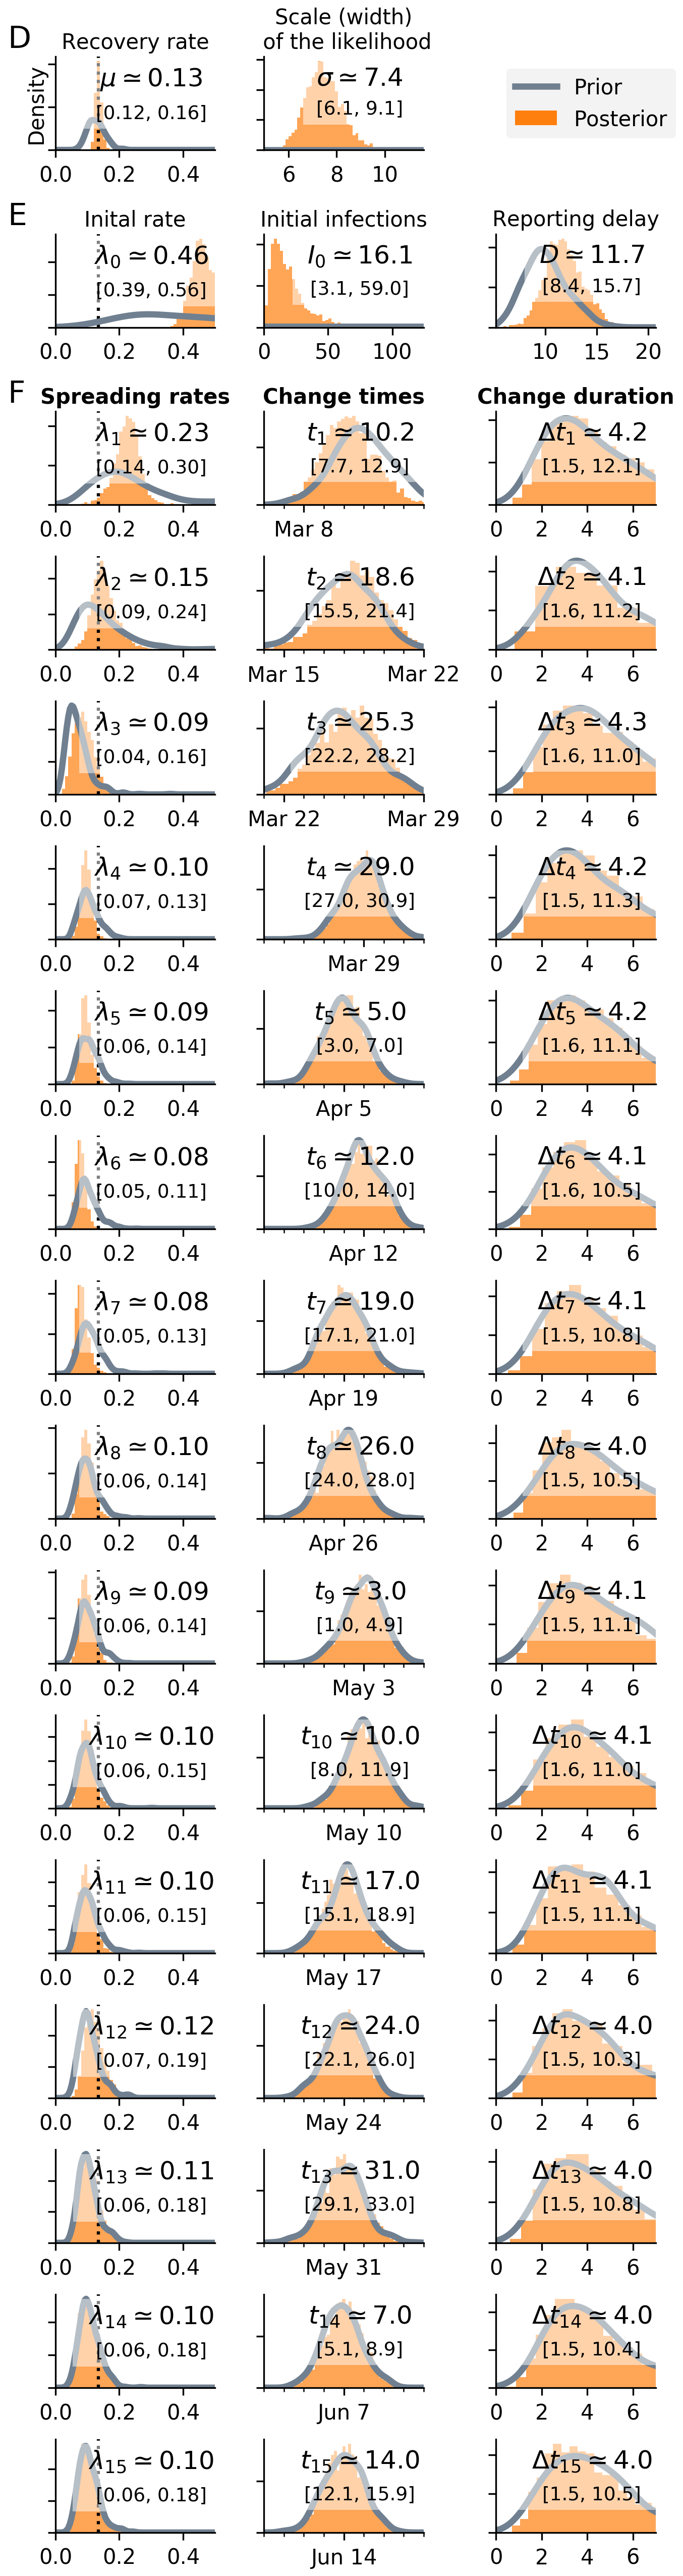 D
Recovery rate
Scale (width)
of the likelihood
Density
μ ≃ 0.13
[0.12, 0.16]
0.0 0.2 0.4
σ ≃ 7.4
[6.1, 9.1]
6 8 10
Prior
Posterior
E
Inital rate
Initial infections
Reporting delay
λ0 ≃ 0.46
[0.39, 0.56]
0.0 0.2 0.4
I0 ≃ 16.1
[3.1, 59.0]
0 50 100
D ≃ 11.7
[8.4, 15.7]
10 15 20
F
Spreading rates
Change times
Change duration
λ1 ≃ 0.23
[0.14, 0.30]
0.0 0.2 0.4
t1 ≃ 10.2
[7.7, 12.9]
Mar 8
Δt1 ≃ 4.2
[1.5, 12.1]
0 2 4 6
λ2 ≃ 0.15
[0.09, 0.24]
0.0 0.2 0.4
t2 ≃ 18.6
[15.5, 21.4]
Mar 15 Mar 22
Δt2 ≃ 4.1
[1.6, 11.2]
0 2 4 6
λ3 ≃ 0.09
[0.04, 0.16]
0.0 0.2 0.4
t3 ≃ 25.3
[22.2, 28.2]
Mar 22 Mar 29
Δt3 ≃ 4.3
[1.6, 11.0]
0 2 4 6
λ4 ≃ 0.10
[0.07, 0.13]
0.0 0.2 0.4
t4 ≃ 29.0
[27.0, 30.9]
Mar 29
Δt4 ≃ 4.2
[1.5, 11.3]
0 2 4 6
λ5 ≃ 0.09
[0.06, 0.14]
0.0 0.2 0.4
t5 ≃ 5.0
[3.0, 7.0]
Apr 5
Δt5 ≃ 4.2
[1.6, 11.1]
0 2 4 6
λ6 ≃ 0.08
[0.05, 0.11]
0.0 0.2 0.4
t6 ≃ 12.0
[10.0, 14.0]
Apr 12
Δt6 ≃ 4.1
[1.6, 10.5]
0 2 4 6
λ7 ≃ 0.08
[0.05, 0.13]
0.0 0.2 0.4
t7 ≃ 19.0
[17.1, 21.0]
Apr 19
Δt7 ≃ 4.1
[1.5, 10.8]
0 2 4 6
λ8 ≃ 0.10
[0.06, 0.14]
0.0 0.2 0.4
t8 ≃ 26.0
[24.0, 28.0]
Apr 26
Δt8 ≃ 4.0
[1.5, 10.5]
0 2 4 6
λ9 ≃ 0.09
[0.06, 0.14]
0.0 0.2 0.4
t9 ≃ 3.0
[1.0, 4.9]
May 3
Δt9 ≃ 4.1
[1.5, 11.1]
0 2 4 6
λ10 ≃ 0.10
[0.06, 0.15]
0.0 0.2 0.4
t10 ≃ 10.0
[8.0, 11.9]
May 10
Δt10 ≃ 4.1
[1.6, 11.0]
0 2 4 6
λ11 ≃ 0.10
[0.06, 0.15]
0.0 0.2 0.4
t11 ≃ 17.0
[15.1, 18.9]
May 17
Δt11 ≃ 4.1
[1.5, 11.1]
0 2 4 6
λ12 ≃ 0.12
[0.07, 0.19]
0.0 0.2 0.4
t12 ≃ 24.0
[22.1, 26.0]
May 24
Δt12 ≃ 4.0
[1.5, 10.3]
0 2 4 6
λ13 ≃ 0.11
[0.06, 0.18]
0.0 0.2 0.4
t13 ≃ 31.0
[29.1, 33.0]
May 31
Δt13 ≃ 4.0
[1.5, 10.8]
0 2 4 6
λ14 ≃ 0.10
[0.06, 0.18]
0.0 0.2 0.4
t14 ≃ 7.0
[5.1, 8.9]
Jun 7
Δt14 ≃ 4.0
[1.5, 10.4]
0 2 4 6
λ15 ≃ 0.10
[0.06, 0.18]
0.0 0.2 0.4
t15 ≃ 14.0
[12.1, 15.9]
Jun 14
Δt15 ≃ 4.0
[1.5, 10.5]
0 2 4 6